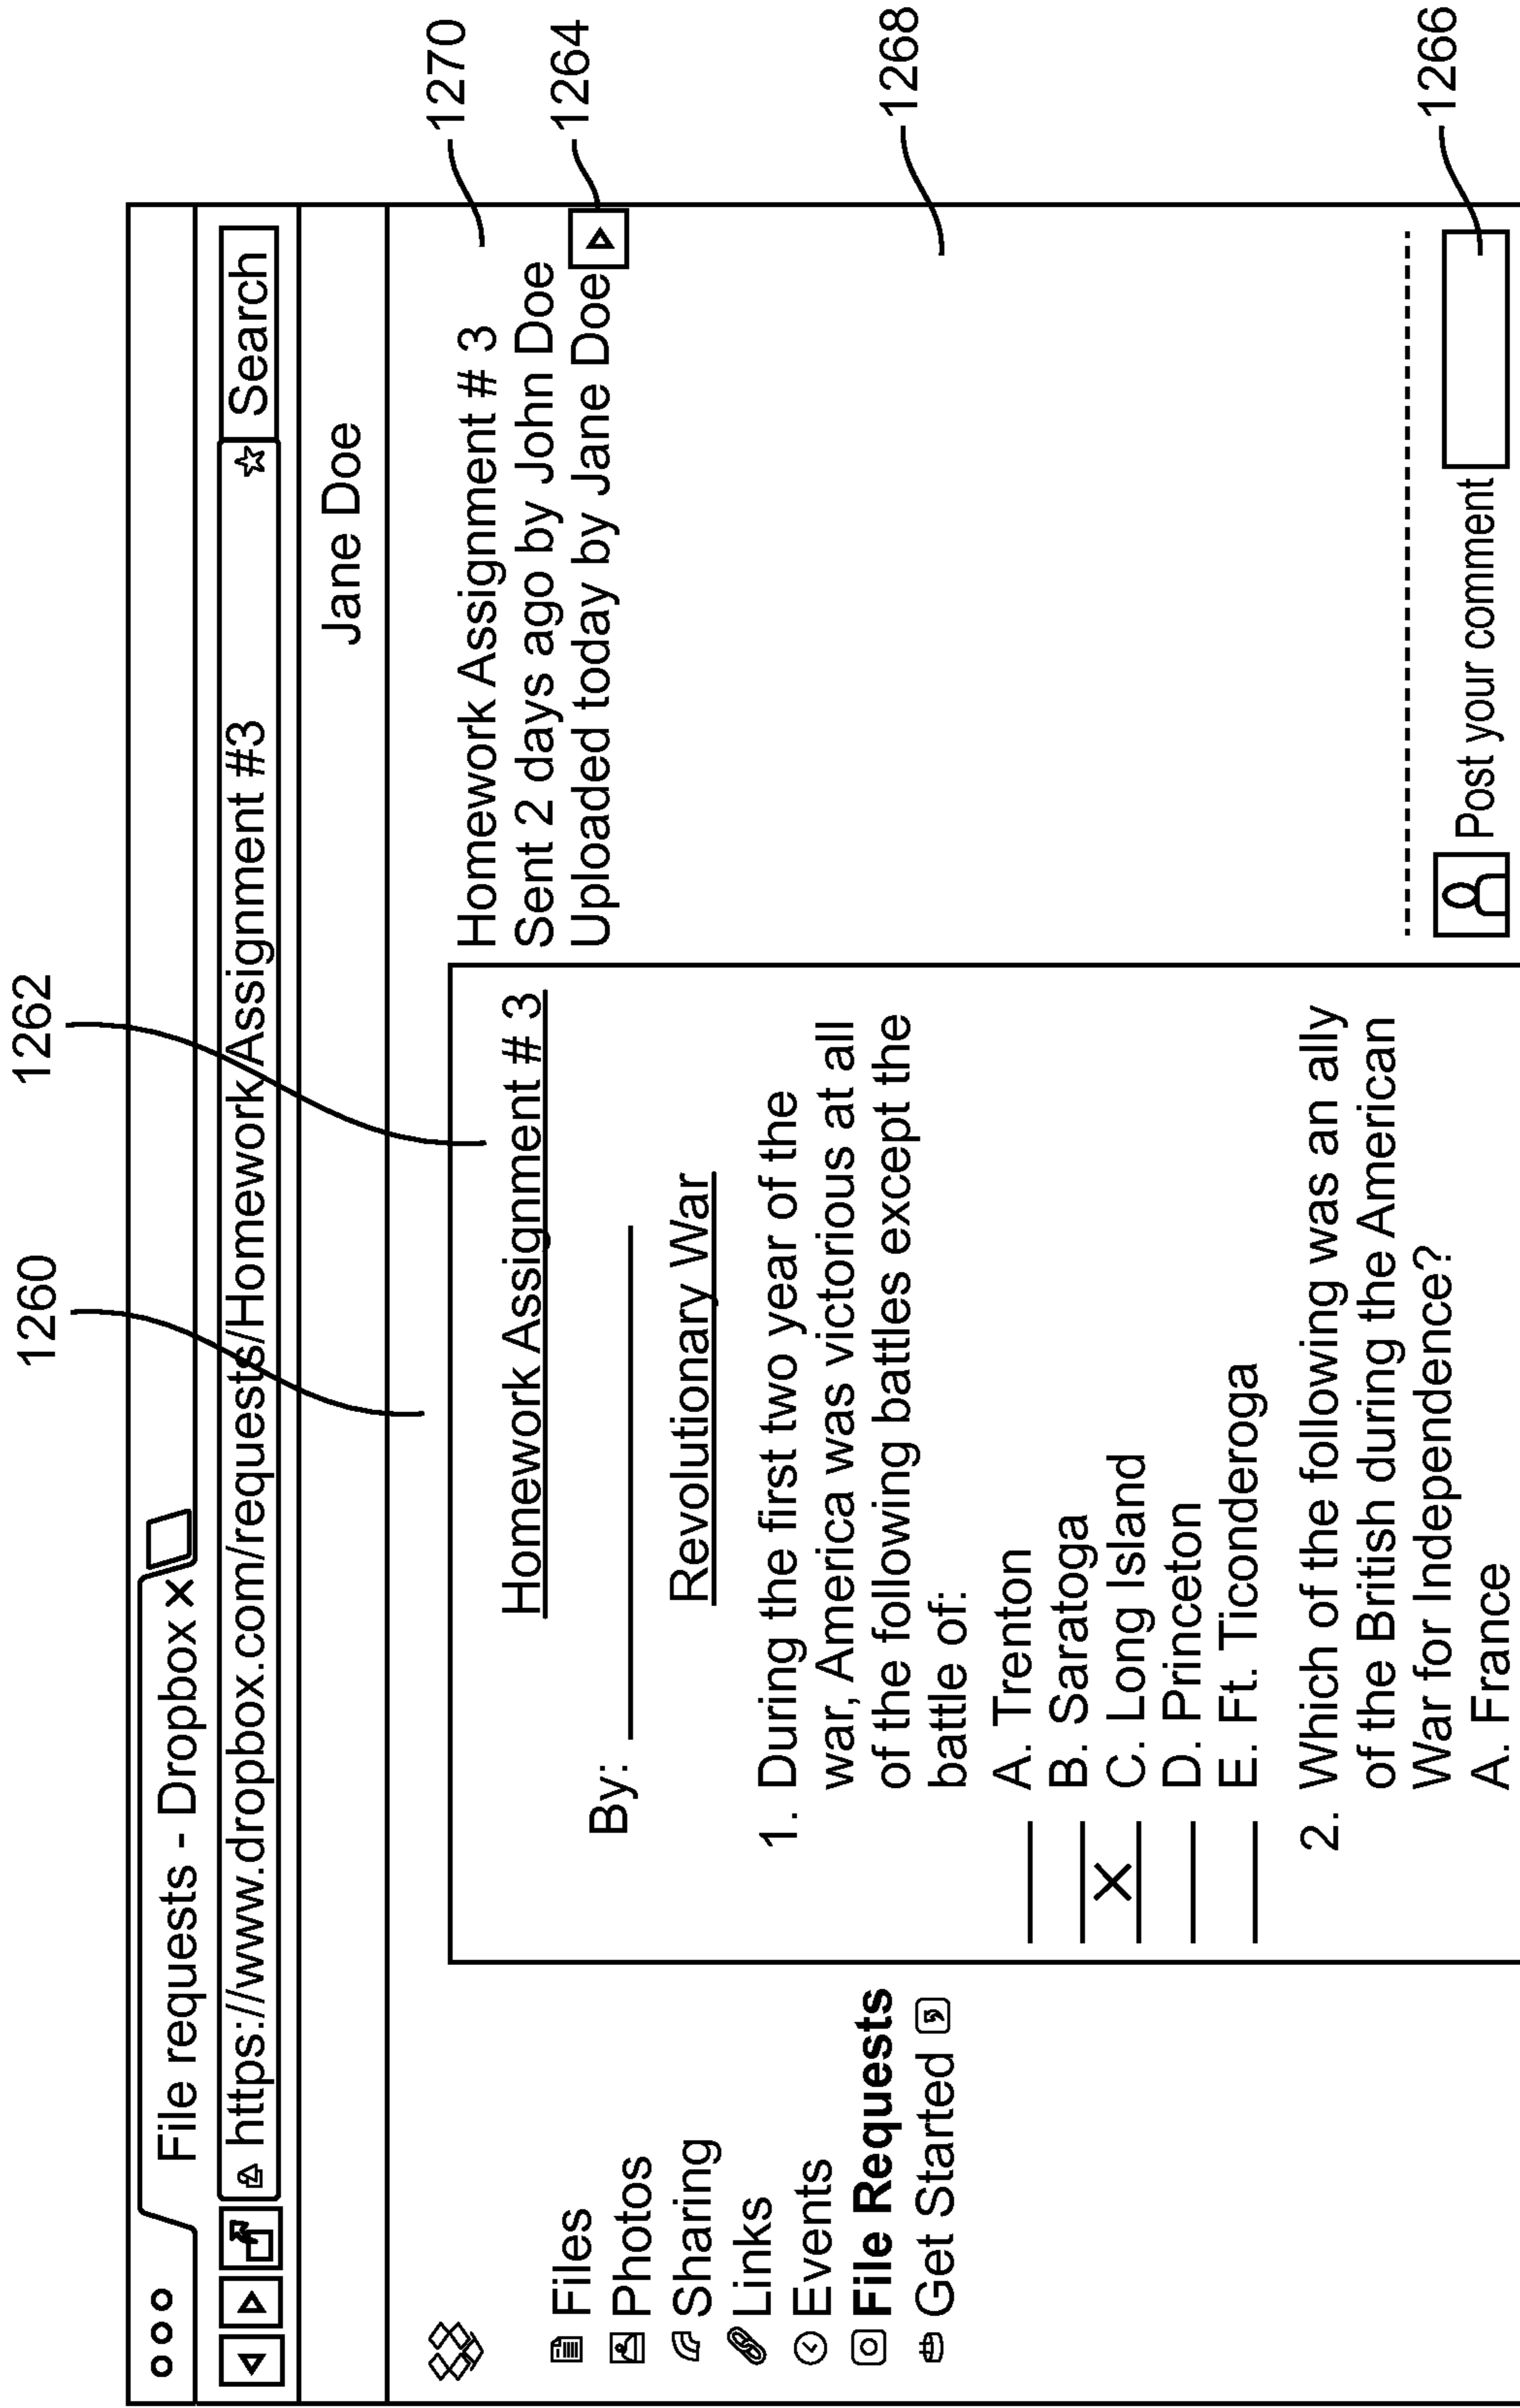 1260
1262
File requests - Dropbox X
https://www.dropbox.com/requests/Homework Assignment #3
Search
Jane Doe
Files
Photos
Sharing
Links
Events
File Requests
Get Started
Homework Assignment # 3
By:
Revolutionary War
1. During the first two year of the
war, America was victorious at all
of the following battles except the
battle of:
A. Trenton
B. Saratoga
X C. Long Island
D. Princeton
E. Ft. Ticonderoga
2. Which of the following was an ally
of the British during the American
War for Independence?
A. France
Homework Assignment # 3
Sent 2 days ago by John Doe
Uploaded today by Jane Doe
Post your comment
1270
1264
1268
1266